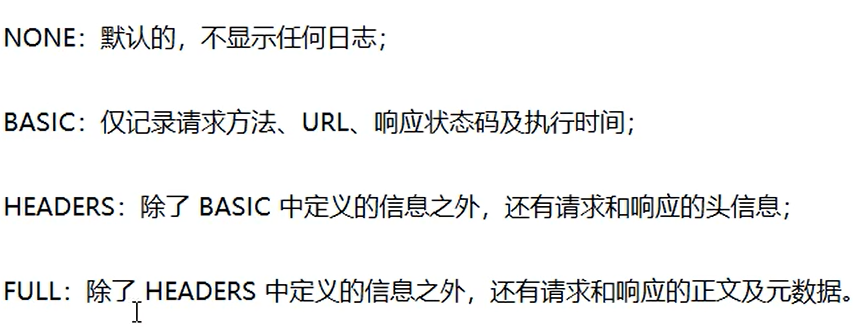 NONE：默认的，不显示任何日志；
BASIC：仅记录请求方法、URL、响应状态码及执行时间；
HEADERS：除了 BASIC 中定义的信息之外，还有请求和响应的头信息；
FULL：除了 HEADERS 中定义的信息之外，还有请求和响应的正文及元数据。